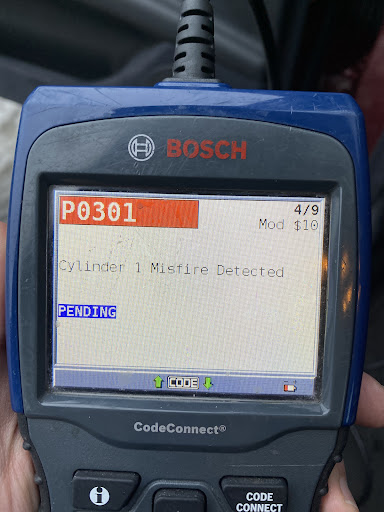 BOSCH
P0301
4/9
Mod $10
Cylinder 1 Misfire Detected
PENDING
CODE
CodeConnect®
i
CODE
CONNECT